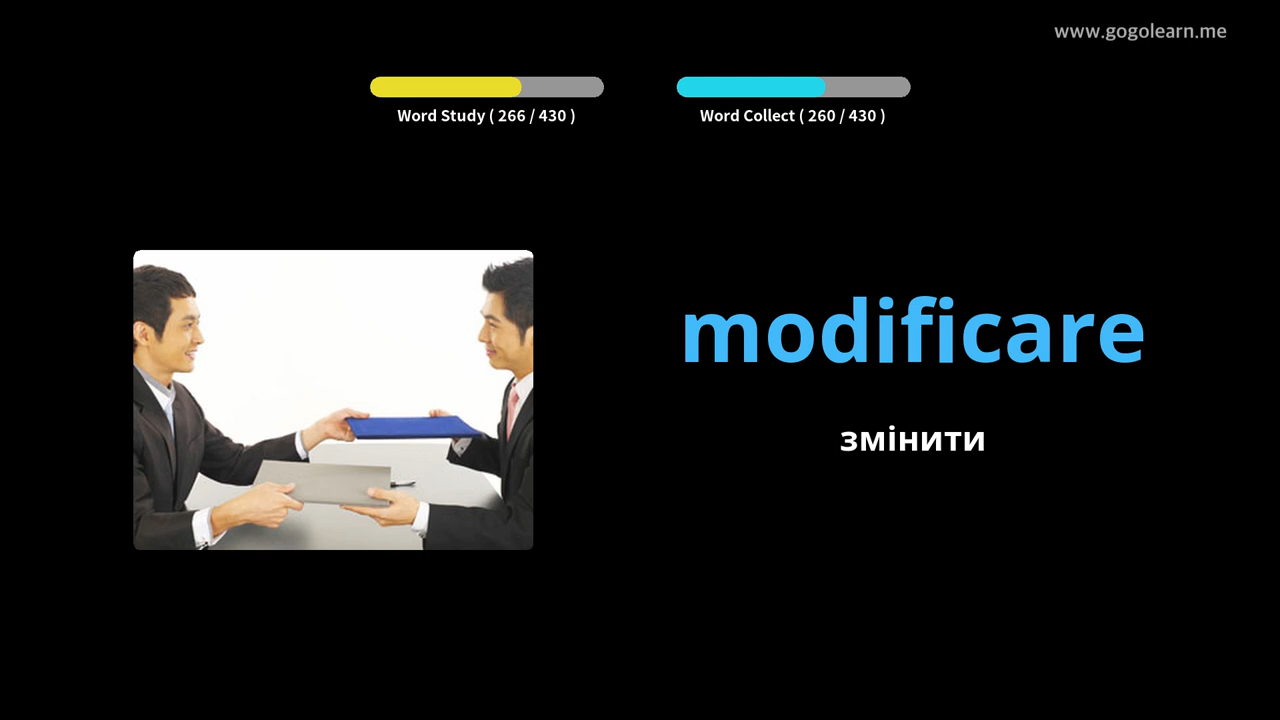 www.gogolearn.me
Word Study ( 266 / 430 )
Word Collect ( 260 / 430 )
modificare
змінити